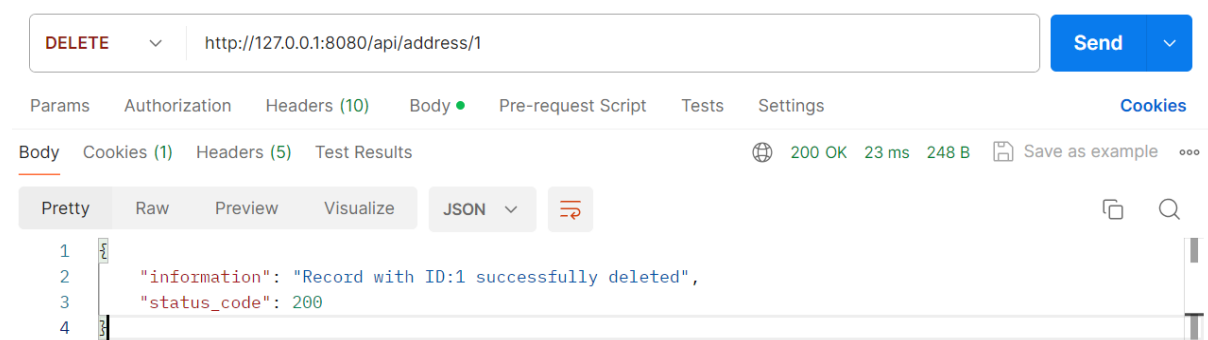 DELETE http://127.0.0.1:8080/api/address/1 Send
Params Authorization Headers (10) Body Pre-request Script Tests Settings Cookies
Body Cookies (1) Headers (5) Test Results 200 OK 23 ms 248 B Save as example
Pretty Raw Preview Visualize JSON
1 {
2 "information": "Record with ID:1 successfully deleted",
3 "status_code": 200
4 }